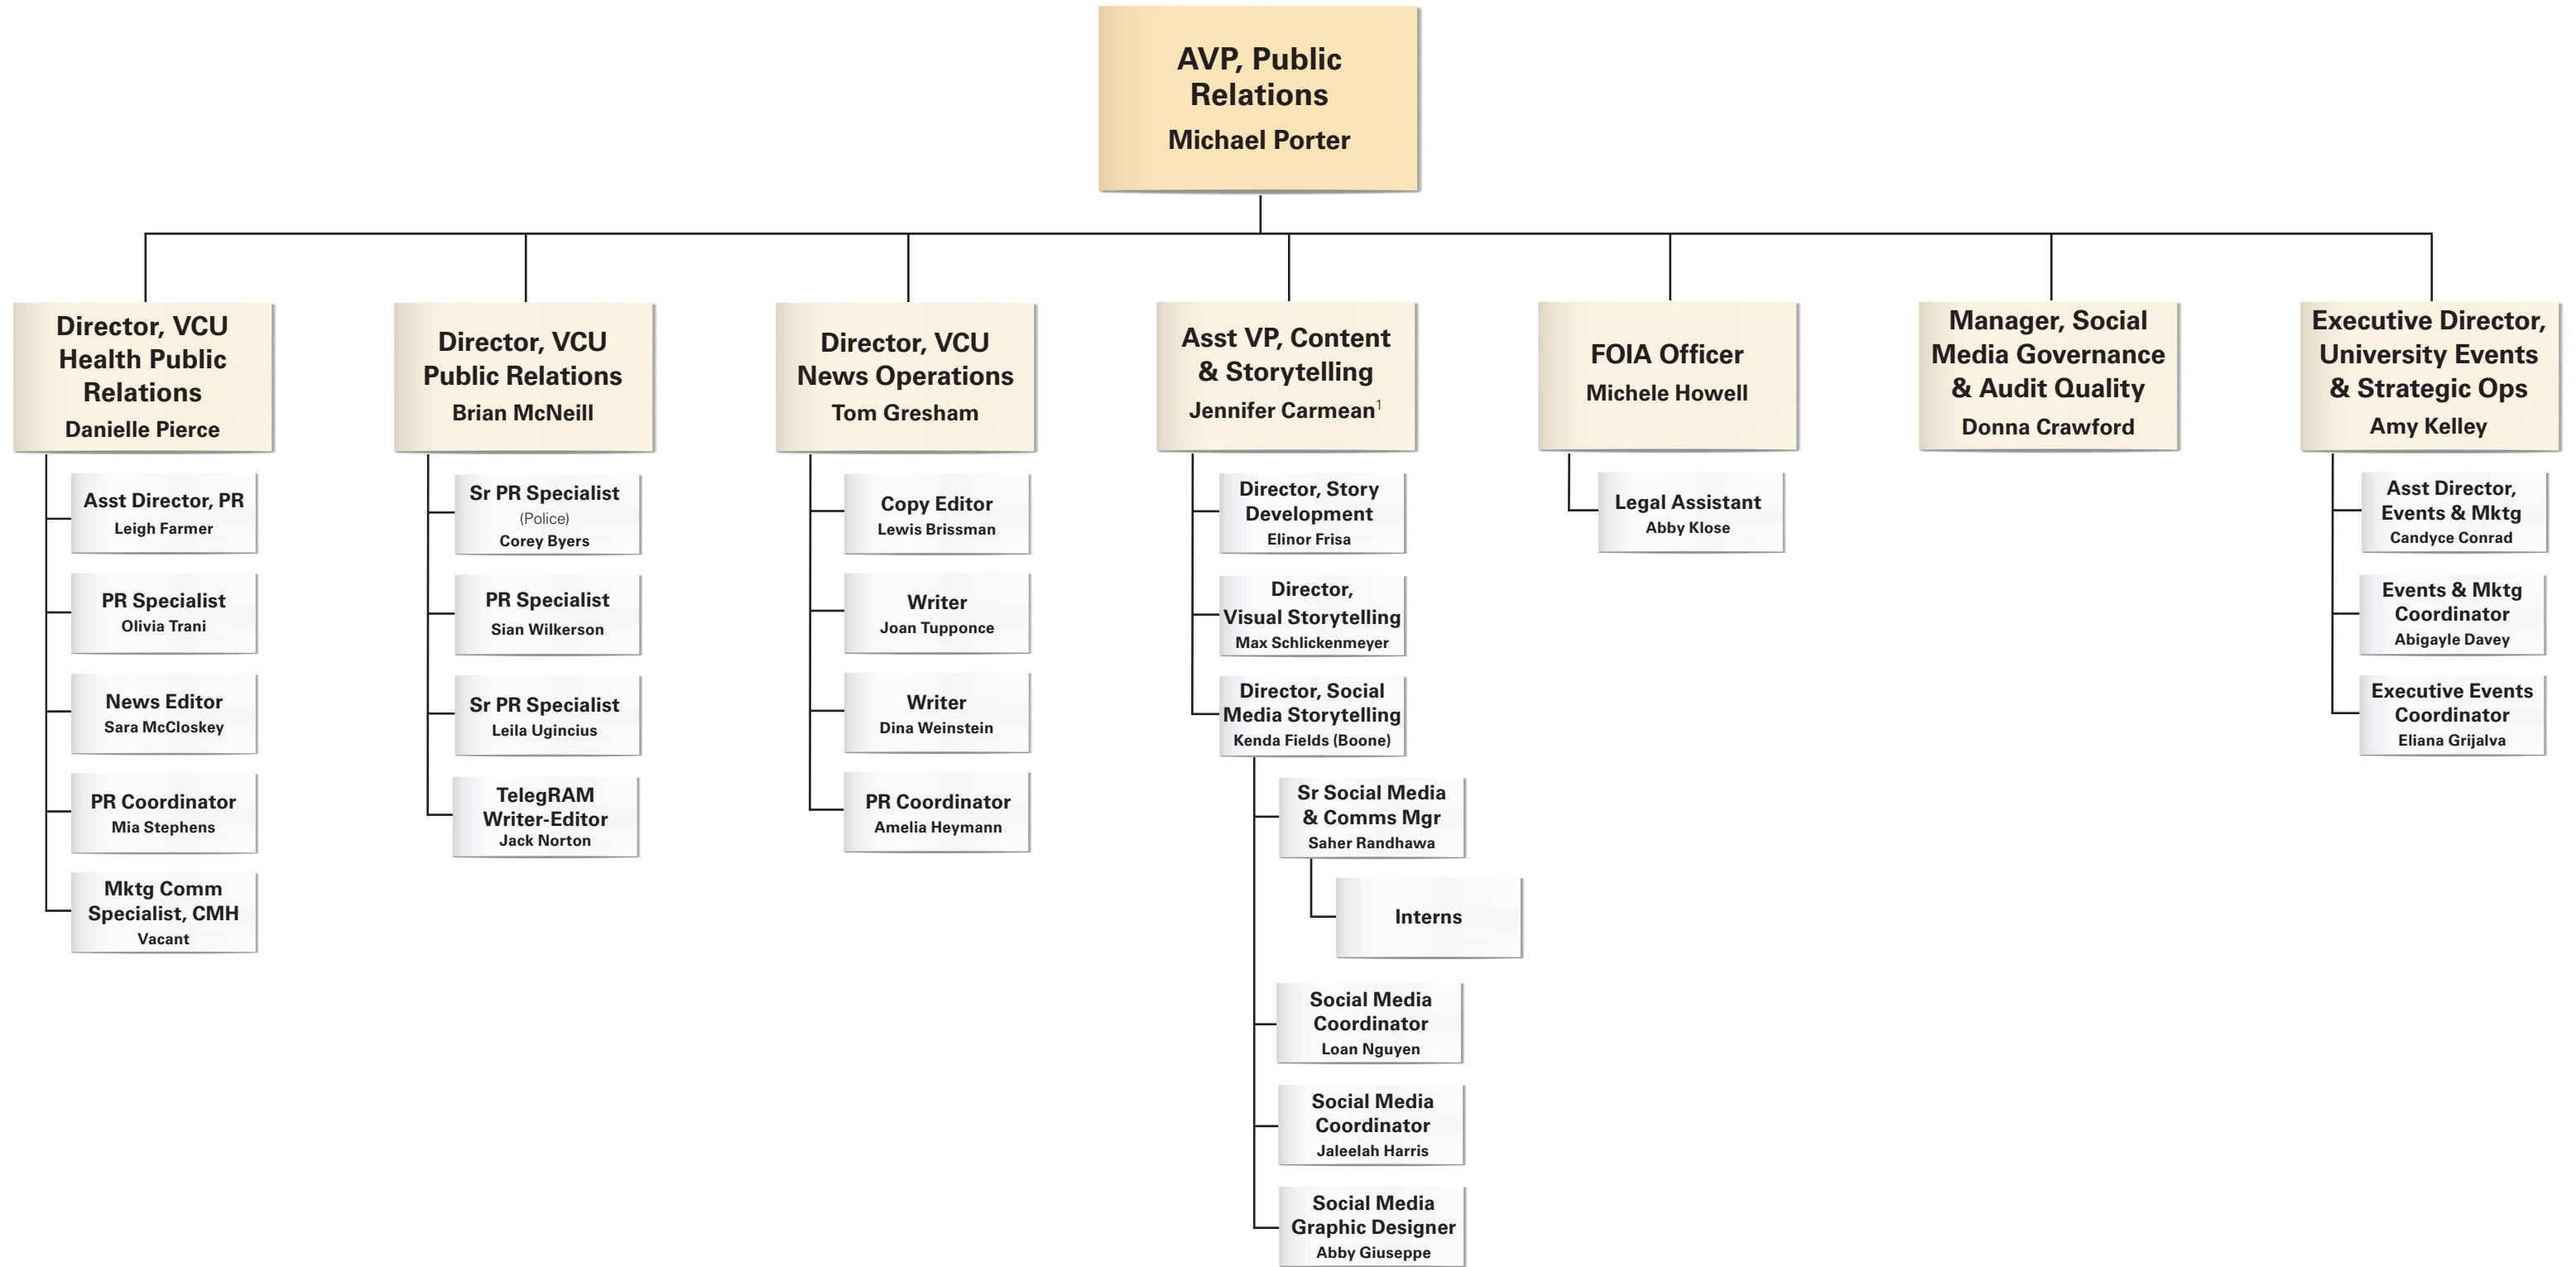 AVP, Public
Relations
Michael Porter
Director, VCU
Health Public
Relations
Danielle Pierce
Asst Director, PR
Leigh Farmer
PR Specialist
Olivia Trani
News Editor
Sara McCloskey
PR Coordinator
Mia Stephens
Mktg Comm
Specialist, CMH
Vacant
Director, VCU
Public Relations
Brian McNeill
Sr PR Specialist
(Police)
Corey Byers
PR Specialist
Sian Wilkerson
Sr PR Specialist
Leila Ugincius
TelegRAM
Writer-Editor
Jack Norton
Director, VCU
News Operations
Tom Gresham
Copy Editor
Lewis Brissman
Writer
Joan Tupponce
Writer
Dina Weinstein
PR Coordinator
Amelia Heymann
Asst VP, Content
& Storytelling
Jennifer Carmean¹
Director, Story
Development
Elinor Frisa
Director,
Visual Storytelling
Max Schlickenmeyer
Director, Social
Media Storytelling
Kenda Fields (Boone)
Sr Social Media
& Comms Mgr
Saher Randhawa
Interns
Social Media
Coordinator
Loan Nguyen
Social Media
Coordinator
Jaleelah Harris
Social Media
Graphic Designer
Abby Giuseppe
FOIA Officer
Michele Howell
Legal Assistant
Abby Klose
Manager, Social
Media Governance
& Audit Quality
Donna Crawford
Executive Director,
University Events
& Strategic Ops
Amy Kelley
Asst Director,
Events & Mktg
Candyce Conrad
Events & Mktg
Coordinator
Abigayle Davey
Executive Events
Coordinator
Eliana Grijalva